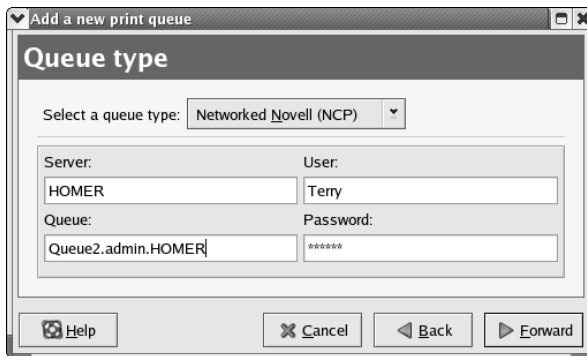 Add a new print queue
Queue type
Select a queue type: Networked Novell (NCP)
Server: User:
HOMER Terry
Queue: Password:
Queue2.admin.HOMER ******
Help Cancel Back Forward